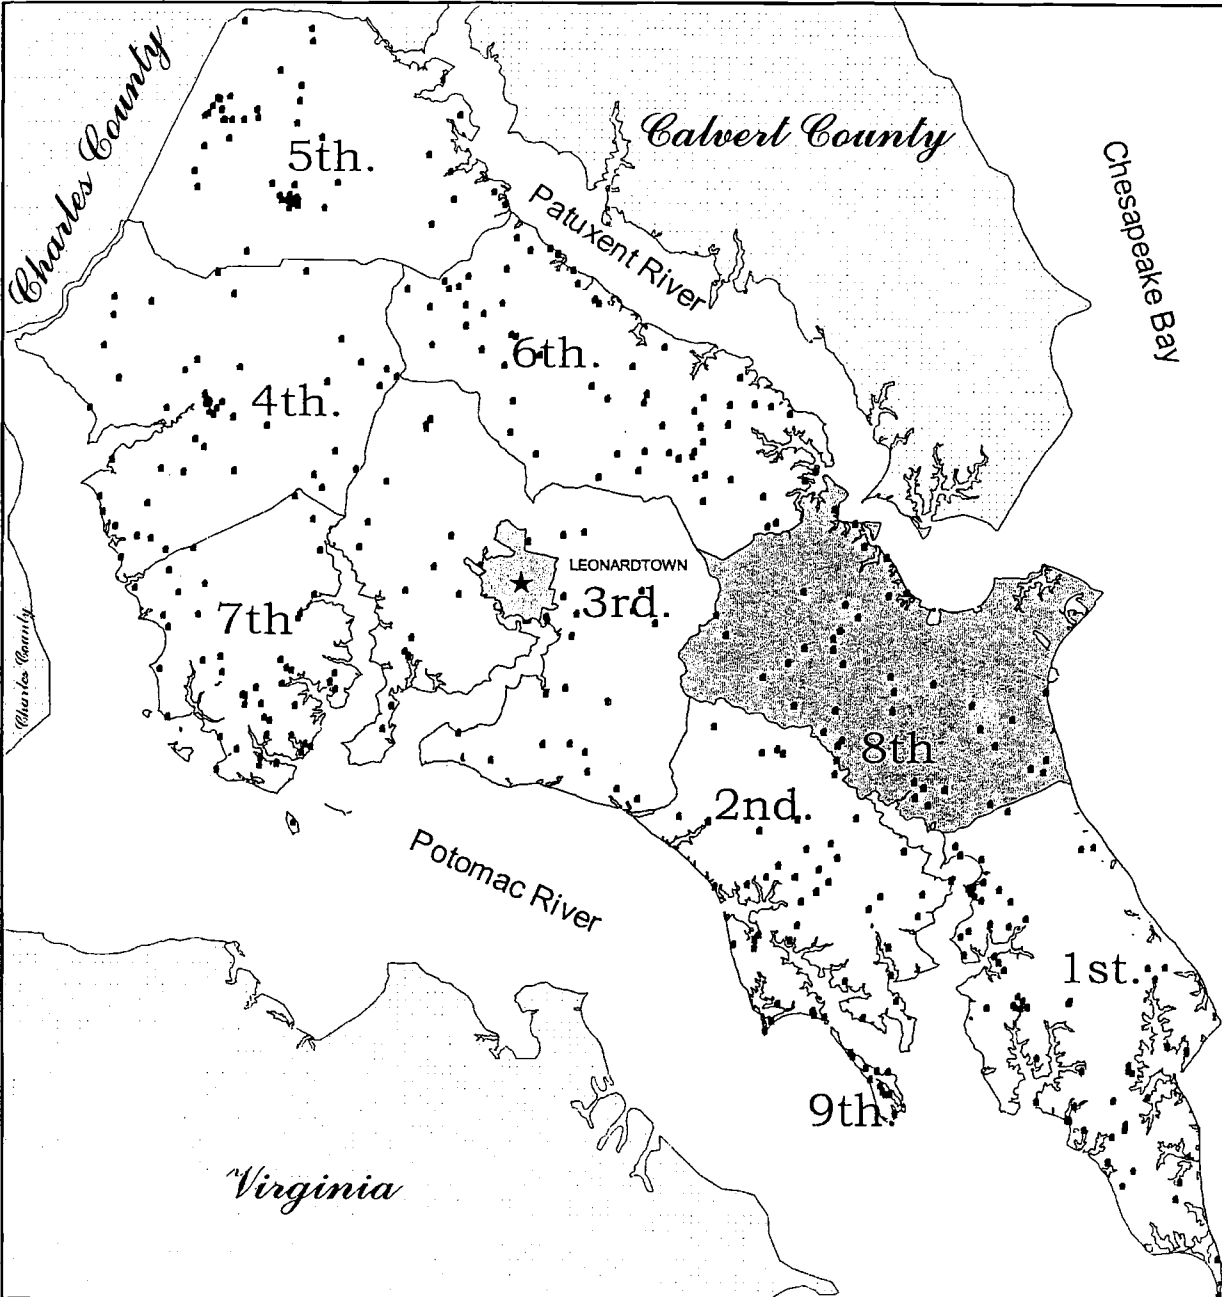 Charles County
Calvert County
Chesapeake Bay
5th.
Patuxent River
6th.
4th.
LEONARDTOWN
3rd.
7th
Charles County
8th
2nd.
Potomac River
1st.
9th.
Virginia